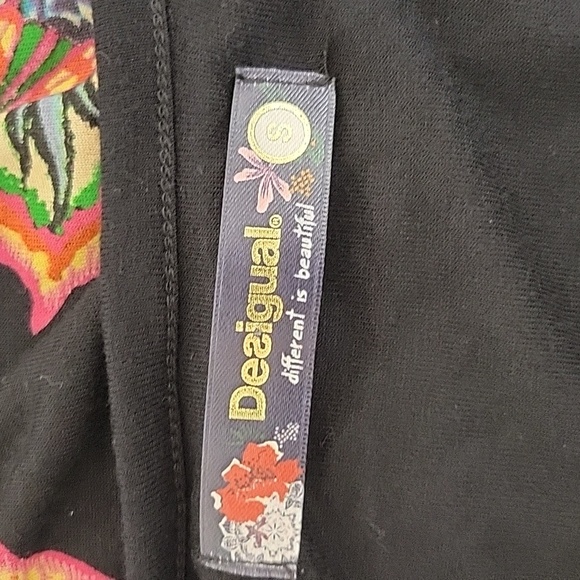 Desigual.®
different is beautiful
S